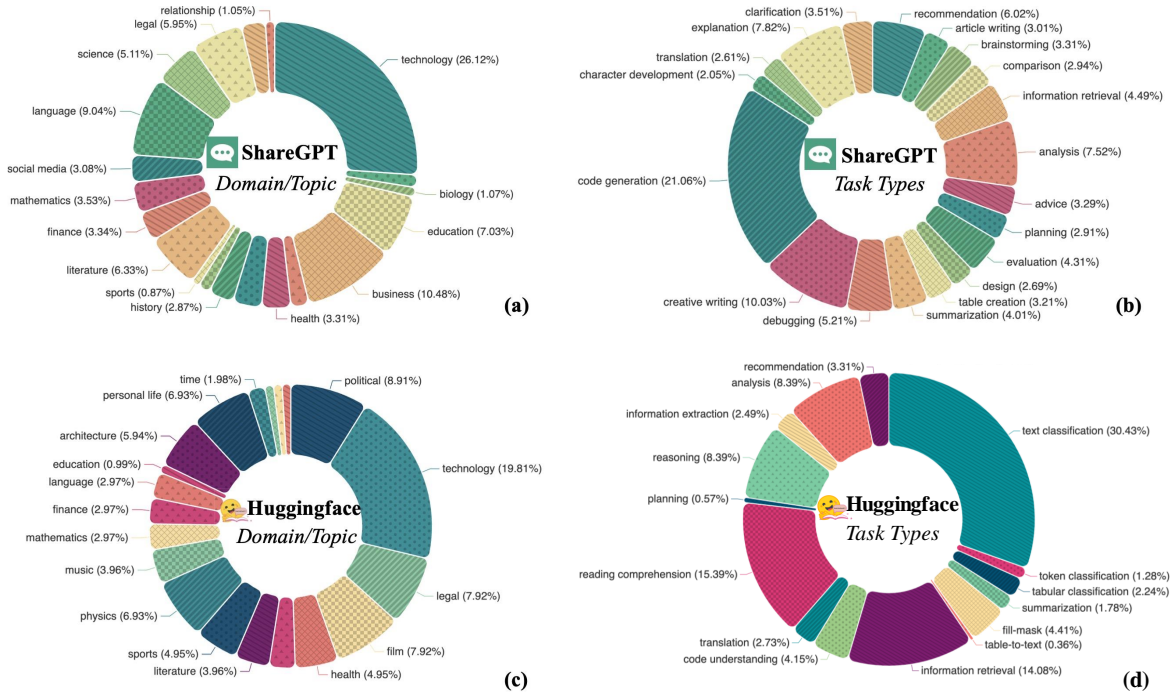 relationship (1.05%)
legal (5.95%)
science (5.11%)
technology (26.12%)
language (9.04%)
ShareGPT
Domain/Topic
social media (3.08%)
biology (1.07%)
mathematics (3.53%)
education (7.03%)
finance (3.34%)
literature (6.33%)
business (10.48%)
sports (0.87%)
history (2.87%)
health (3.31%)
(a)
clarification (3.51%)
recommendation (6.02%)
explanation (7.82%)
article writing (3.01%)
brainstorming (3.31%)
translation (2.61%)
comparison (2.94%)
character development (2.05%)
information retrieval (4.49%)
analysis (7.52%)
ShareGPT
Task Types
code generation (21.06%)
advice (3.29%)
planning (2.91%)
evaluation (4.31%)
design (2.69%)
creative writing (10.03%)
table creation (3.21%)
summarization (4.01%)
debugging (5.21%)
(b)
time (1.98%)
political (8.91%)
personal life (6.93%)
architecture (5.94%)
education (0.99%)
technology (19.81%)
language (2.97%)
finance (2.97%)
Huggingface
Domain/Topic
mathematics (2.97%)
music (3.96%)
legal (7.92%)
physics (6.93%)
sports (4.95%)
film (7.92%)
literature (3.96%)
health (4.95%)
(c)
recommendation (3.31%)
analysis (8.39%)
information extraction (2.49%)
text classification (30.43%)
reasoning (8.39%)
planning (0.57%)
Huggingface
Task Types
reading comprehension (15.39%)
token classification (1.28%)
tabular classification (2.24%)
summarization (1.78%)
fill-mask (4.41%)
translation (2.73%)
table-to-text (0.36%)
code understanding (4.15%)
information retrieval (14.08%)
(d)